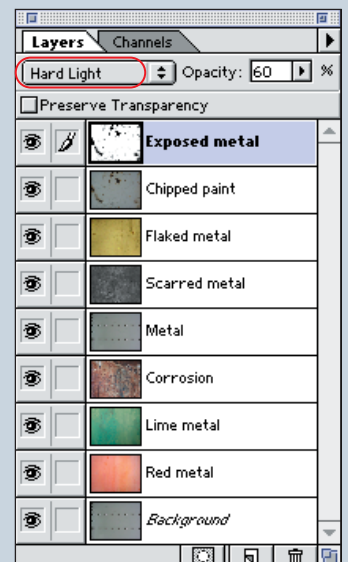 Layers Channels
Hard Light Opacity: 60 %
Preserve Transparency
Exposed metal
Chipped paint
Flaked metal
Scarred metal
Metal
Corrosion
Lime metal
Red metal
Background